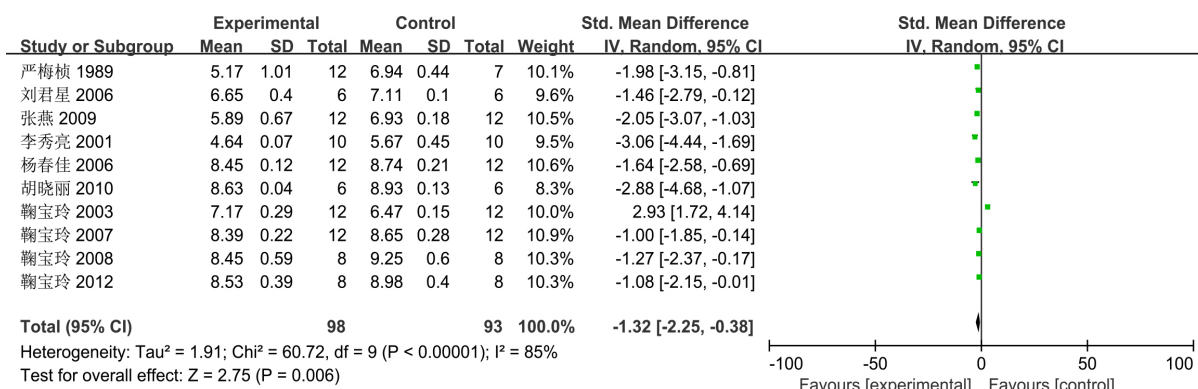 Experimental Control Std. Mean Difference Std. Mean Difference
Study or Subgroup Mean SD Total Mean SD Total Weight IV, Random, 95% CI IV, Random, 95% CI
严梅桢 1989 5.17 1.01 12 6.94 0.44 7 10.1% -1.98 [-3.15, -0.81]
刘君星 2006 6.65 0.4 6 7.11 0.1 6 9.6% -1.46 [-2.79, -0.12]
张燕 2009 5.89 0.67 12 6.93 0.18 12 10.5% -2.05 [-3.07, -1.03]
李秀亮 2001 4.64 0.07 10 5.67 0.45 10 9.5% -3.06 [-4.44, -1.69]
杨春佳 2006 8.45 0.12 12 8.74 0.21 12 10.6% -1.64 [-2.58, -0.69]
胡晓丽 2010 8.63 0.04 6 8.93 0.13 6 8.3% -2.88 [-4.68, -1.07]
鞠宝玲 2003 7.17 0.29 12 6.47 0.15 12 10.0% 2.93 [1.72, 4.14]
鞠宝玲 2007 8.39 0.22 12 8.65 0.28 12 10.9% -1.00 [-1.85, -0.14]
鞠宝玲 2008 8.45 0.59 8 9.25 0.6 8 10.3% -1.27 [-2.37, -0.17]
鞠宝玲 2012 8.53 0.39 8 8.98 0.4 8 10.3% -1.08 [-2.15, -0.01]
Total (95% CI) 98 93 100.0% -1.32 [-2.25, -0.38]
Heterogeneity: Tau² = 1.91; Chi² = 60.72, df = 9 (P < 0.00001); I² = 85%
Test for overall effect: Z = 2.75 (P = 0.006)
-100 -50 0 50 100
Favours [experimental] Favours [control]